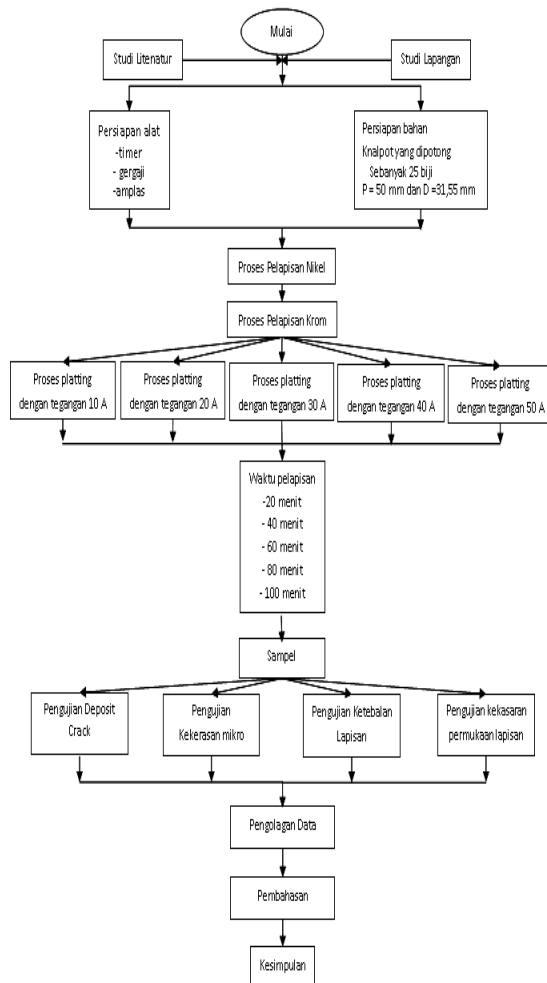 Mulai
Studi Litenatur
Studi Lapangan
Persiapan alat
-timer
- gergaji
-amplas
Persiapan bahan
Knalpot yang dipotong
Sebanyak 25 biji
P = 50 mm dan D =31,55 mm
Proses Pelapisan Nikel
Proses Pelapisan Krom
Proses platting
dengan tegangan 10 A
Proses platting
dengan tegangan 20 A
Proses platting
dengan tegangan 30 A
Proses platting
dengan tegangan 40 A
Proses platting
dengan tegangan 50 A
Waktu pelapisan
-20 menit
- 40 menit
- 60 menit
- 80 menit
- 100 menit
Sampel
Pengujian Deposit
Crack
Pengujian
Kekerasan mikro
Pengujian Ketebalan
Lapisan
Pengujian kekasaran
permukaan lapisan
Pengolagan Data
Pembahasan
Kesimpulan